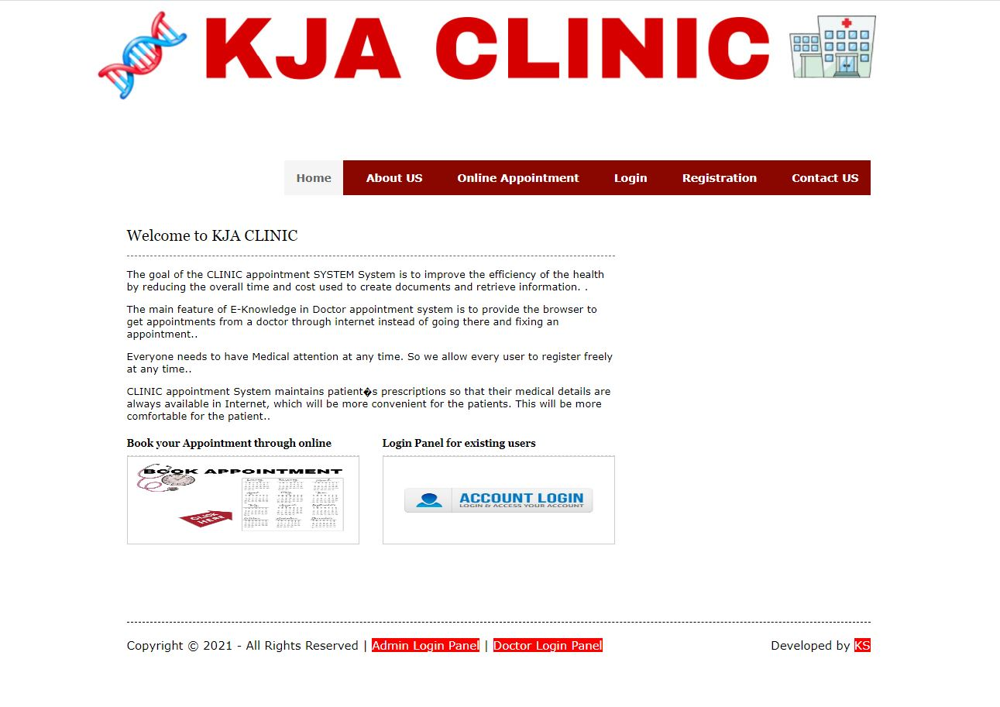 KJA CLINIC
Home About US Online Appointment Login Registration Contact US
Welcome to KJA CLINIC
The goal of the CLINIC appointment SYSTEM System is to improve the efficiency of the health
by reducing the overall time and cost used to create documents and retrieve information. .
The main feature of E-Knowledge in Doctor appointment system is to provide the browser to
get appointments from a doctor through internet instead of going there and fixing an
appointment..
Everyone needs to have Medical attention at any time. So we allow every user to register freely
at any time..
CLINIC appointment System maintains patient�s prescriptions so that their medical details are
always available in Internet, which will be more convenient for the patients. This will be more
comfortable for the patient..
Book your Appointment through online
BOOK APPOINTMENT
CLICK
HERE
Login Panel for existing users
ACCOUNT LOGIN
LOGIN & ACCESS YOUR ACCOUNT
Copyright © 2021 - All Rights Reserved | Admin Login Panel | Doctor Login Panel Developed by KS